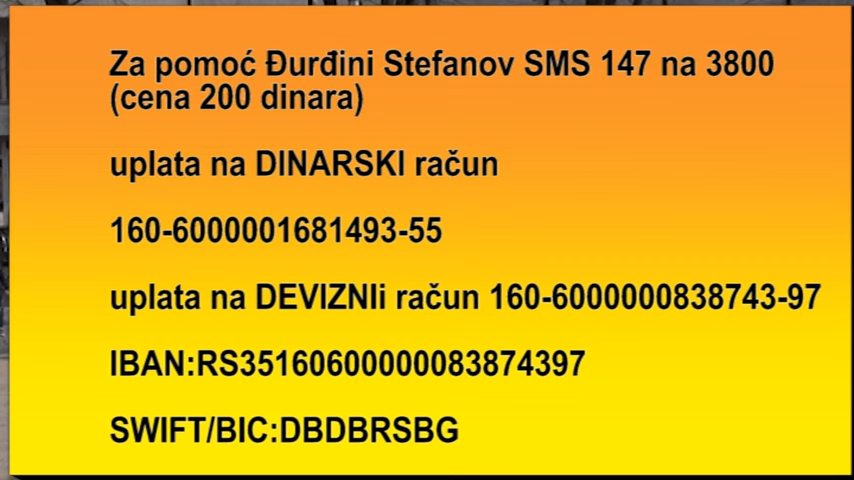 Za pomoć Đurđini Stefanov SMS 147 na 3800
(cena 200 dinara)
uplata na DINARSKI račun
160-6000001681493-55
uplata na DEVIZNIi račun 160-6000000838743-97
IBAN:RS35160600000083874397
SWIFT/BIC:DBDBRSBG